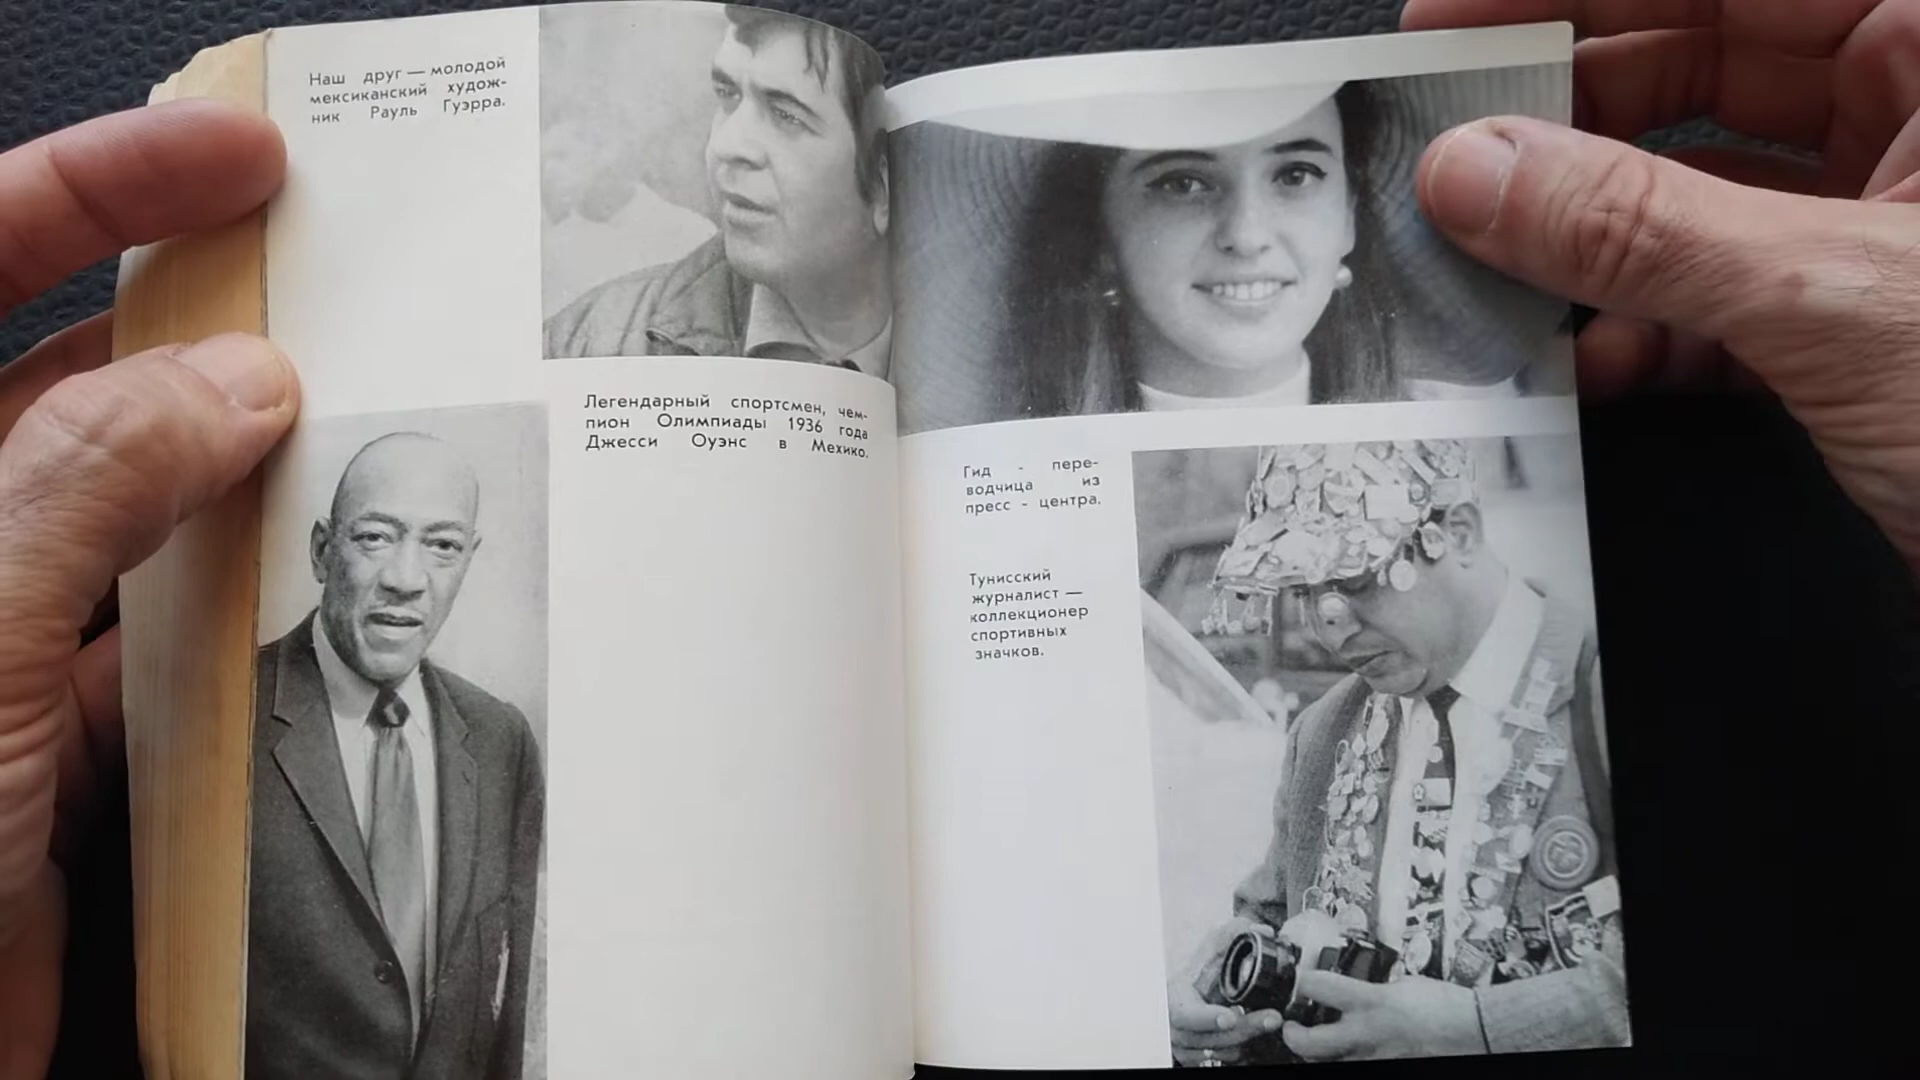 Наш друг — молодой
мексиканский худож-
ник Рауль Гуэрра.
Легендарный спортсмен, чем-
пион Олимпиады 1936 года
Джесси Оуэнс в Мехико.
Гид - пере-
водчица из
пресс - центра.
Тунисский
журналист —
коллекционер
спортивных
значков.